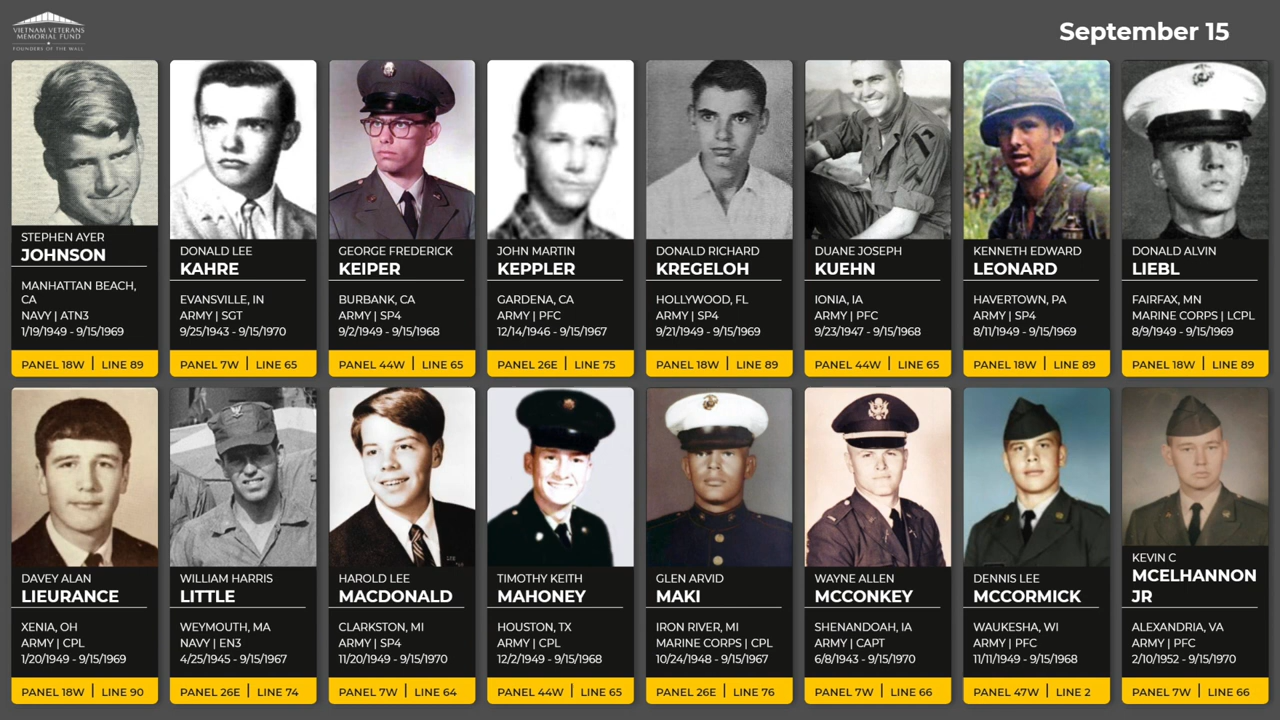 VIETNAM VETERANS
MEMORIAL FUND
FOUNDERS OF THE WALL
September 15
STEPHEN AYER
JOHNSON
MANHATTAN BEACH,
CA
NAVY | ATN3
1/19/1949 - 9/15/1969
PANEL 18W | LINE 89
DONALD LEE
KAHRE
EVANSVILLE, IN
ARMY | SGT
9/25/1943 - 9/15/1970
PANEL 7W | LINE 65
GEORGE FREDERICK
KEIPER
BURBANK, CA
ARMY | SP4
9/2/1949 - 9/15/1968
PANEL 44W | LINE 65
JOHN MARTIN
KEPPLER
GARDENA, CA
ARMY | PFC
12/14/1946 - 9/15/1967
PANEL 26E | LINE 75
DONALD RICHARD
KREGELOH
HOLLYWOOD, FL
ARMY | SP4
9/21/1949 - 9/15/1969
PANEL 18W | LINE 89
DUANE JOSEPH
KUEHN
IONIA, IA
ARMY | PFC
9/23/1947 - 9/15/1968
PANEL 44W | LINE 65
KENNETH EDWARD
LEONARD
HAVERTOWN, PA
ARMY | SP4
8/11/1949 - 9/15/1969
PANEL 18W | LINE 89
DONALD ALVIN
LIEBL
FAIRFAX, MN
MARINE CORPS | LCPL
8/9/1949 - 9/15/1969
PANEL 18W | LINE 89
DAVEY ALAN
LIEURANCE
XENIA, OH
ARMY | CPL
1/20/1949 - 9/15/1969
PANEL 18W | LINE 90
WILLIAM HARRIS
LITTLE
WEYMOUTH, MA
NAVY | EN3
4/25/1945 - 9/15/1967
PANEL 26E | LINE 74
HAROLD LEE
MACDONALD
CLARKSTON, MI
ARMY | SP4
11/20/1949 - 9/15/1970
PANEL 7W | LINE 64
TIMOTHY KEITH
MAHONEY
HOUSTON, TX
ARMY | CPL
12/2/1949 - 9/15/1968
PANEL 44W | LINE 65
GLEN ARVID
MAKI
IRON RIVER, MI
MARINE CORPS | CPL
10/24/1948 - 9/15/1967
PANEL 26E | LINE 76
WAYNE ALLEN
MCCONKEY
SHENANDOAH, IA
ARMY | CAPT
6/8/1943 - 9/15/1970
PANEL 7W | LINE 66
DENNIS LEE
MCCORMICK
WAUKESHA, WI
ARMY | PFC
11/11/1949 - 9/15/1968
PANEL 47W | LINE 2
KEVIN C
MCELHANNON
JR
ALEXANDRIA, VA
ARMY | PFC
2/10/1952 - 9/15/1970
PANEL 7W | LINE 66